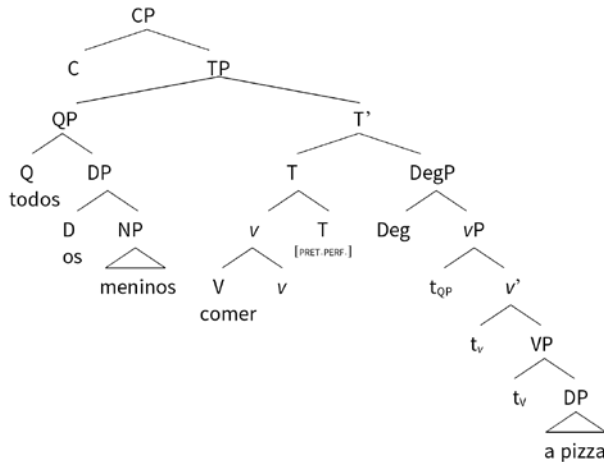 CP
C TP
QP T’
Q DP T DegP
todos
D NP v T Deg vP
os [PRET.PERF.]
meninos V v tQP v’
comer
tv VP
tV DP
a pizza